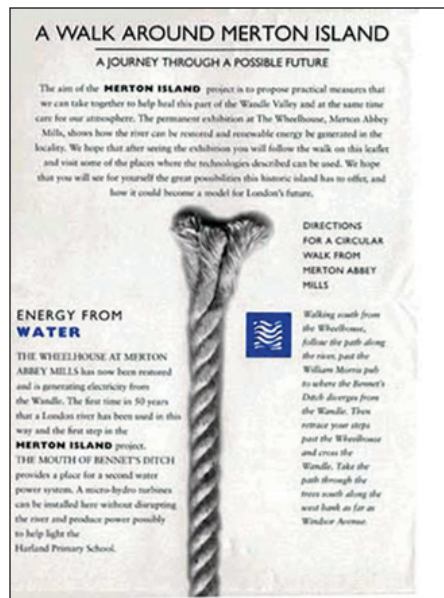 A WALK AROUND MERTON ISLAND
A JOURNEY THROUGH A POSSIBLE FUTURE
The aim of the MERTON ISLAND project is to propose practical measures that
we can take together to help heal this part of the Wandle Valley and at the same time
care for our atmosphere. The permanent exhibition at The Wheelhouse, Merton Abbey
Mills, shows how the river can be restored and renewable energy be generated in the
locality. We hope that after seeing the exhibition you will follow the walk on this leaflet
and visit some of the places where the technologies described can be used. We hope
that you will see for yourself the great possibilities this historic island has to offer, and
how it could become a model for London's future.
DIRECTIONS
FOR A CIRCULAR
WALK FROM
MERTON ABBEY
MILLS
Walking south from
the Wheelhouse,
follow the path along
the river, past the
William Morris pub
to where the Bennet's
Ditch diverges from
the Wandle. Then
retrace your steps
past the Wheelhouse
and cross the
Wandle. Take the
path through the
trees south along the
west bank as far as
Windsor Avenue.
ENERGY FROM
WATER
THE WHEELHOUSE AT MERTON
ABBEY MILLS has now been restored
and is generating electricity from
the Wandle. The first time in 50 years
that a London river has been used in this
way and the first step in the
MERTON ISLAND project.
THE MOUTH OF BENNET'S DITCH
provides a place for a second water
power system. A micro-hydro turbines
can be installed here without disrupting
the river and produce power possibly
to help light the
Harland Primary School.